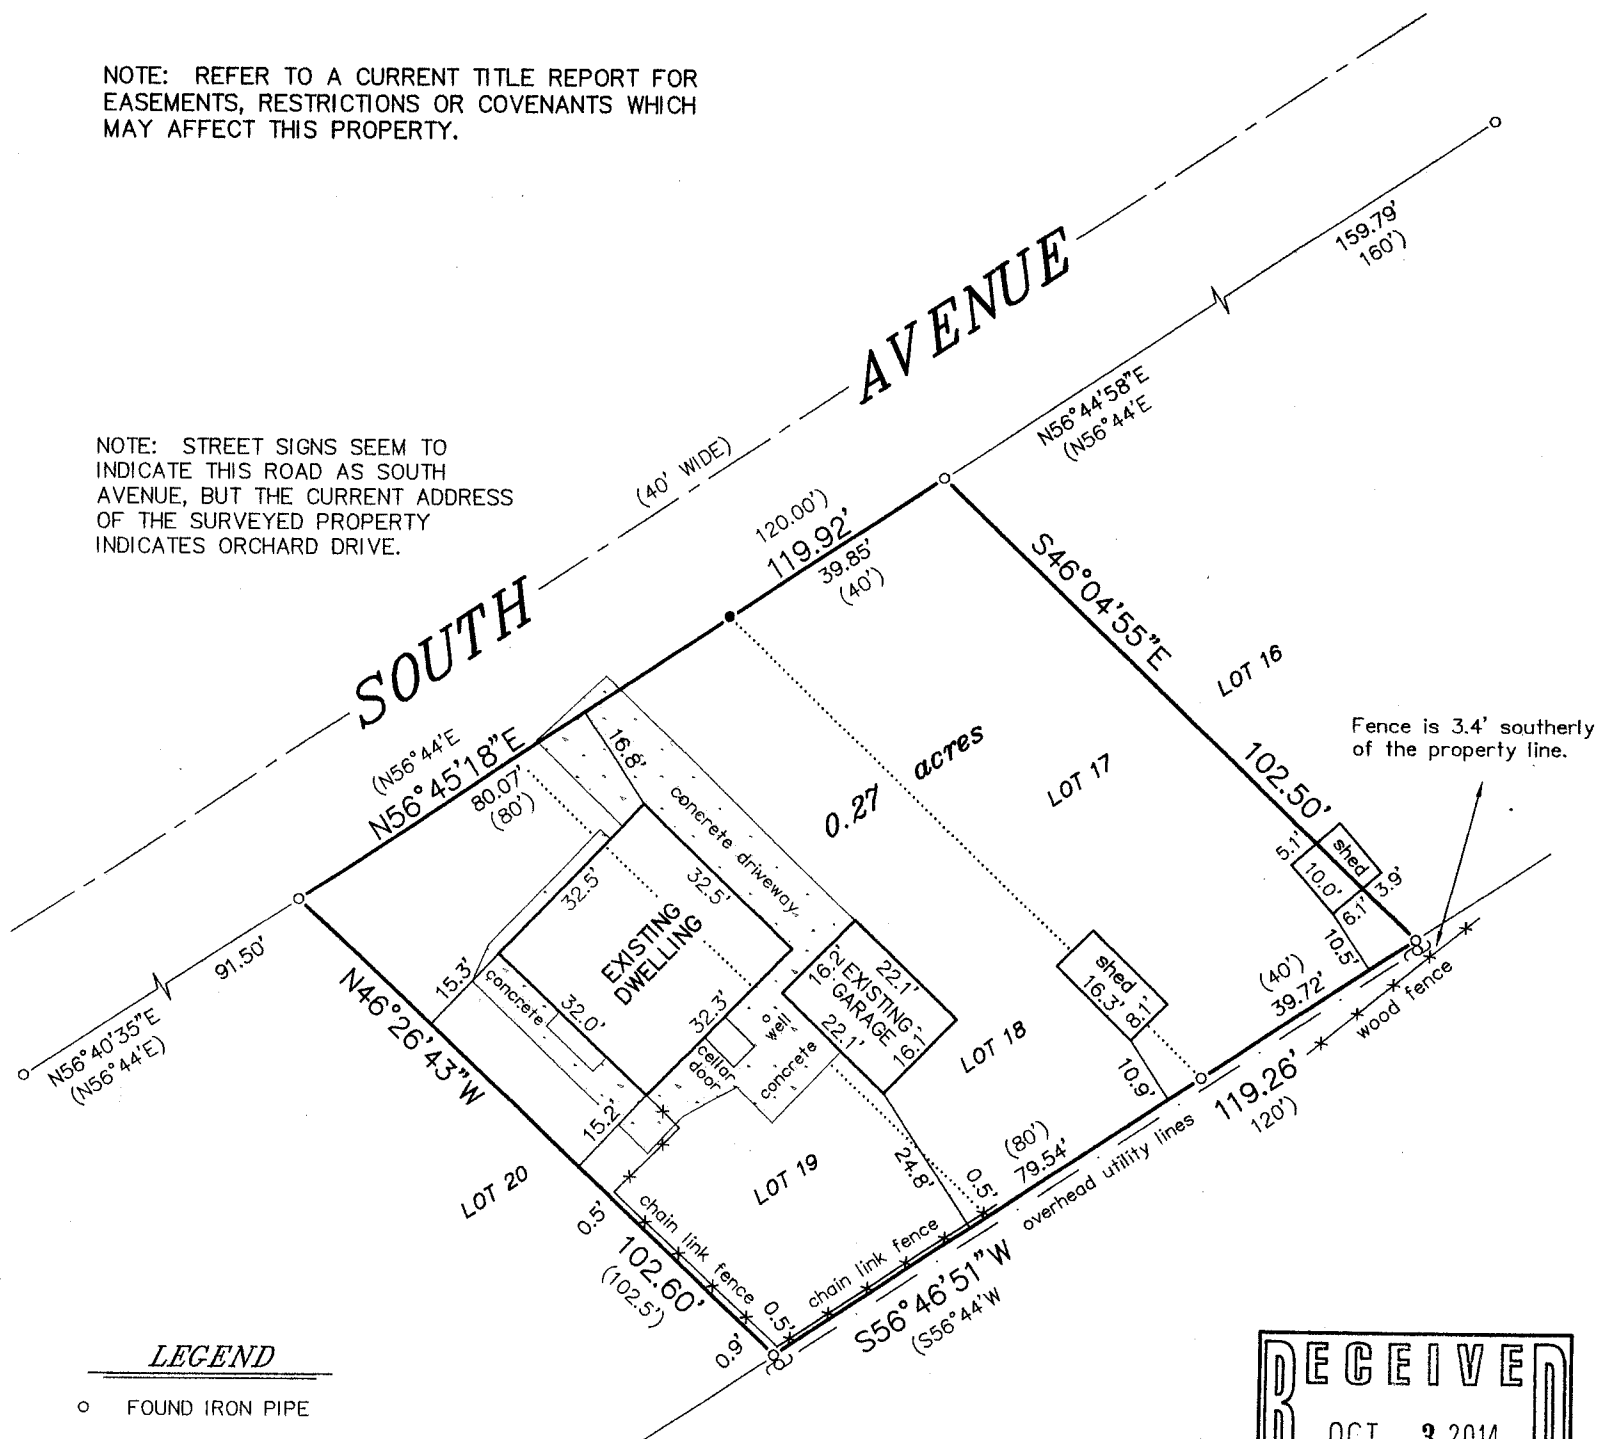 NOTE: REFER TO A CURRENT TITLE REPORT FOR
EASEMENTS, RESTRICTIONS OR COVENANTS WHICH
MAY AFFECT THIS PROPERTY.
159.79'
160')
AVENUE
N56°44'58"E
(N56°44'E
NOTE: STREET SIGNS SEEM TO
INDICATE THIS ROAD AS SOUTH
AVENUE, BUT THE CURRENT ADDRESS
OF THE SURVEYED PROPERTY
INDICATES ORCHARD DRIVE.
(40' WIDE)
120.00')
119.92'
39.85'
(40')
SOUTH
S46°04'55"E
LOT 16
Fence is 3.4' southerly
of the property line.
(N56°44'E
N56°45'18"E
80.07'
(80')
16.8'
concrete driveway
0.27 acres
LOT 17
102.50'
5.1'
shed
10.0'
3.9'
6.1'
10.5'
32.5'
32.5'
EXISTING
DWELLING
32.0'
32.3'
15.3'
concrete
91.50'
N56°40'35"E
(N56°44'E)
N46°26'43"W
16.2'
22.1'
EXISTING
GARAGE
22.1'
16.1'
well
cellar
door
concrete
shed
16.3'
8.1'
10.9'
LOT 18
(40')
39.72'
wood fence
119.26'
120')
15.2'
LOT 20
LOT 19
24.8'
0.5'
(80')
79.54'
overhead utility lines
0.5'
chain link fence
102.60'
(102.5')
0.5'
0.9'
chain link fence
S56°46'51"W
(S56°44'W
LEGEND
FOUND IRON PIPE
RECEIVED
OCT 3 2014